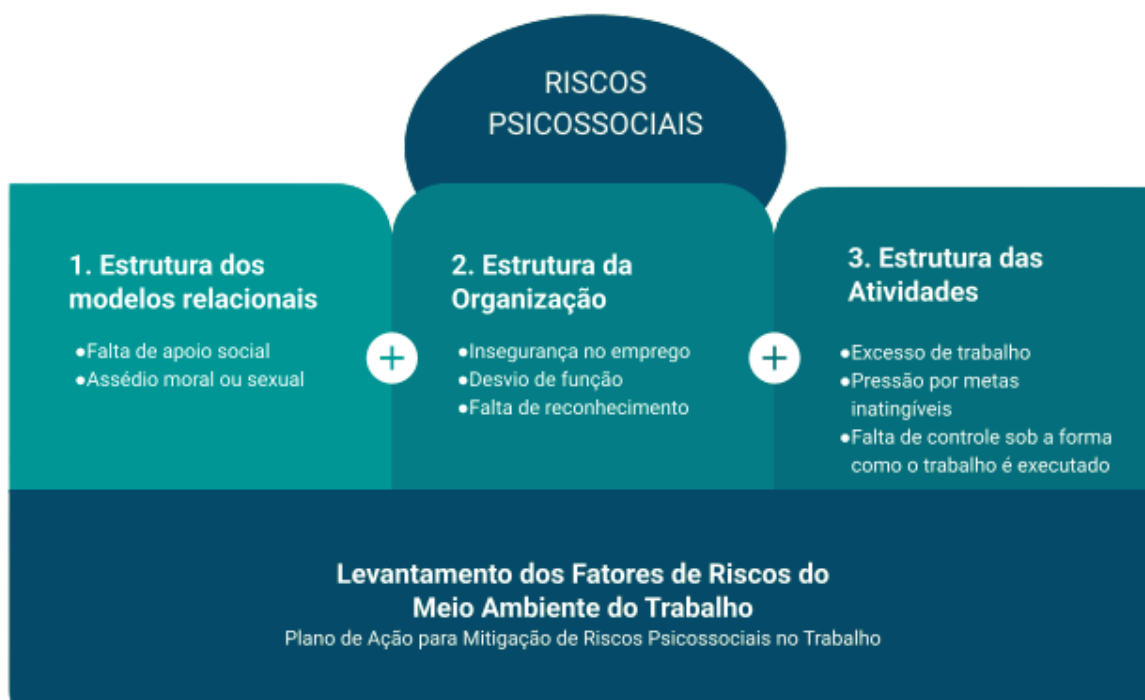 RISCOS
PSICOSSOCIAIS
1. Estrutura dos
modelos relacionais
●Falta de apoio social
●Assédio moral ou sexual
+
2. Estrutura da
Organização
●Insegurança no emprego
●Desvio de função
●Falta de reconhecimento
+
3. Estrutura das
Atividades
●Excesso de trabalho
●Pressão por metas
inatingíveis
●Falta de controle sob a forma
como o trabalho é executado
Levantamento dos Fatores de Riscos do
Meio Ambiente do Trabalho
Plano de Ação para Mitigação de Riscos Psicossociais no Trabalho